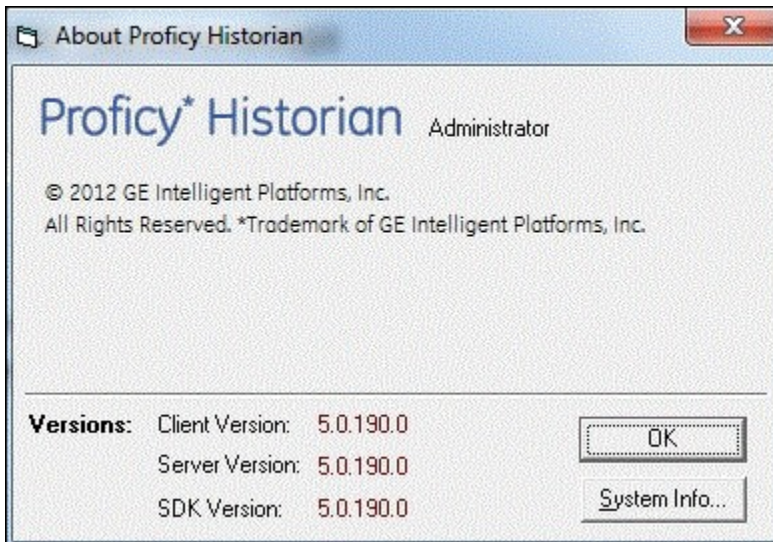 About Proficy Historian
Proficy* Historian Administrator
© 2012 GE Intelligent Platforms, Inc.
All Rights Reserved. *Trademark of GE Intelligent Platforms, Inc.
Versions: Client Version: 5.0.190.0
Server Version: 5.0.190.0
SDK Version: 5.0.190.0
OK
System Info...